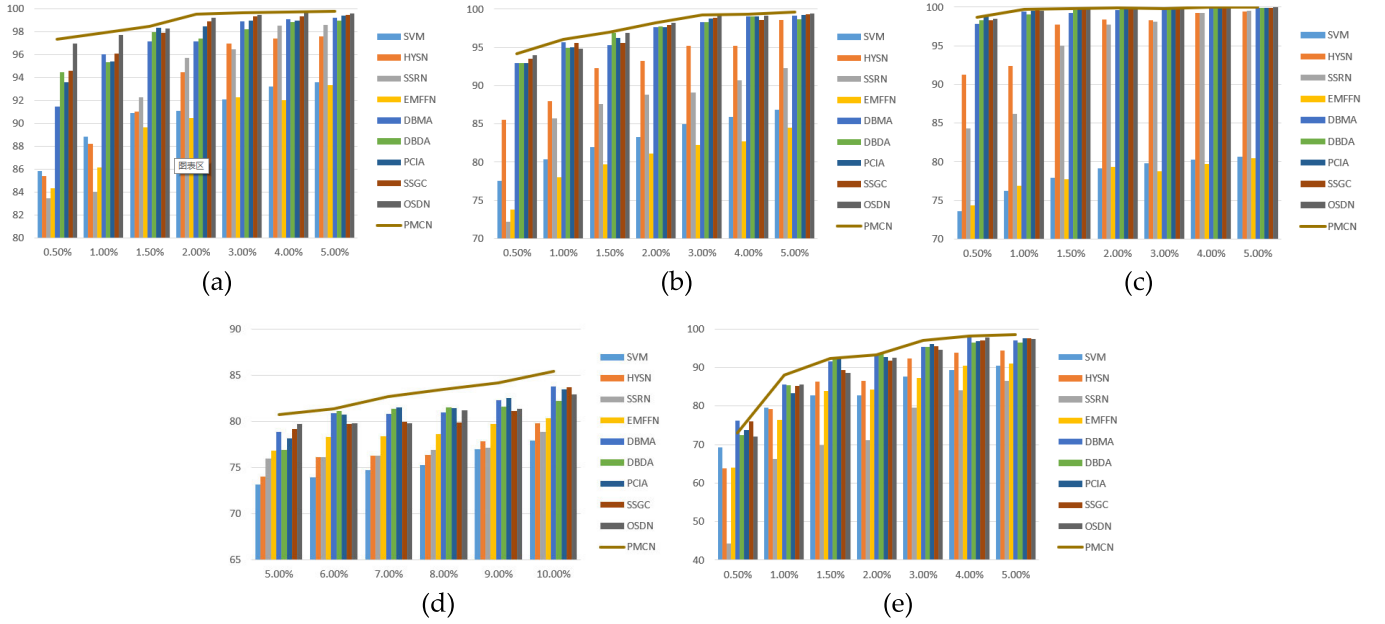 100
98
96
94
92
90
88
86
84
82
80
0.50% 1.00% 1.50% 2.00% 3.00% 4.00% 5.00%
图表区
SVM
HYSN
SSRN
EMFFN
DBMA
DBDA
PCIA
SSGC
OSDN
PMCN
(a)
100
95
90
85
80
75
70
0.50% 1.00% 1.50% 2.00% 3.00% 4.00% 5.00%
SVM
HYSN
SSRN
EMFFN
DBMA
DBDA
PCIA
SSGC
OSDN
PMCN
(b)
100
95
90
85
80
75
70
0.50% 1.00% 1.50% 2.00% 3.00% 4.00% 5.00%
SVM
HYSN
SSRN
EMFFN
DBMA
DBDA
PCIA
SSGC
OSDN
PMCN
(c)
90
85
80
75
70
65
5.00% 6.00% 7.00% 8.00% 9.00% 10.00%
SVM
HYSN
SSRN
EMFFN
DBMA
DBDA
PCIA
SSGC
OSDN
PMCN
(d)
100
90
80
70
60
50
40
0.50% 1.00% 1.50% 2.00% 3.00% 4.00% 5.00%
SVM
HYSN
SSRN
EMFFN
DBMA
DBDA
PCIA
SSGC
OSDN
PMCN
(e)